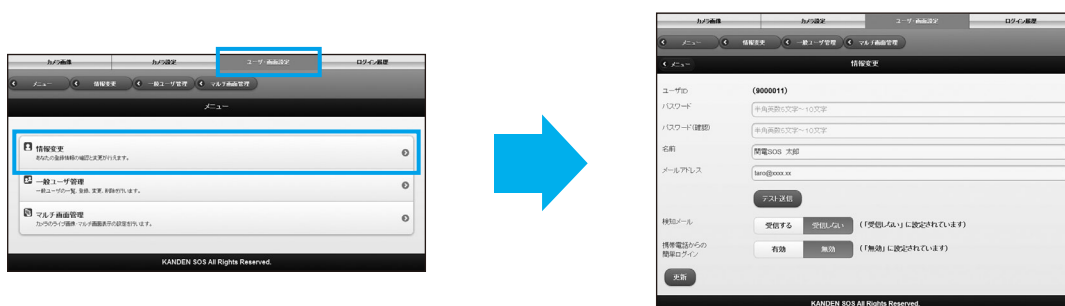 カメラ画像 カメラ設定 ユーザ・画面設定 ログイン履歴
メニュー 情報変更 一般ユーザ管理 マルチ画面管理
メニュー
情報変更
あなたの登録情報の確認と変更が行えます。
一般ユーザ管理
一般ユーザの一覧、登録、変更、削除を行います。
マルチ画面管理
カメラのライブ画像・マルチ画面表示の設定を行います。
KANDEN SOS All Rights Reserved.
カメラ画像 カメラ設定 ユーザ・画面設定 ログイン履歴
メニュー 情報変更 一般ユーザ管理 マルチ画面管理
メニュー 情報変更
ユーザID (9000011)
パスワード 半角英数6文字～10文字
パスワード(確認) 半角英数6文字～10文字
名前 関電SOS 太郎
メールアドレス taro@xxxx.xx
テスト送信
検知メール 受信する 受信しない (「受信しない」に設定されています)
携帯電話からの
簡単ログイン 有効 無効 (「無効」に設定されています)
更新
KANDEN SOS All Rights Reserved.